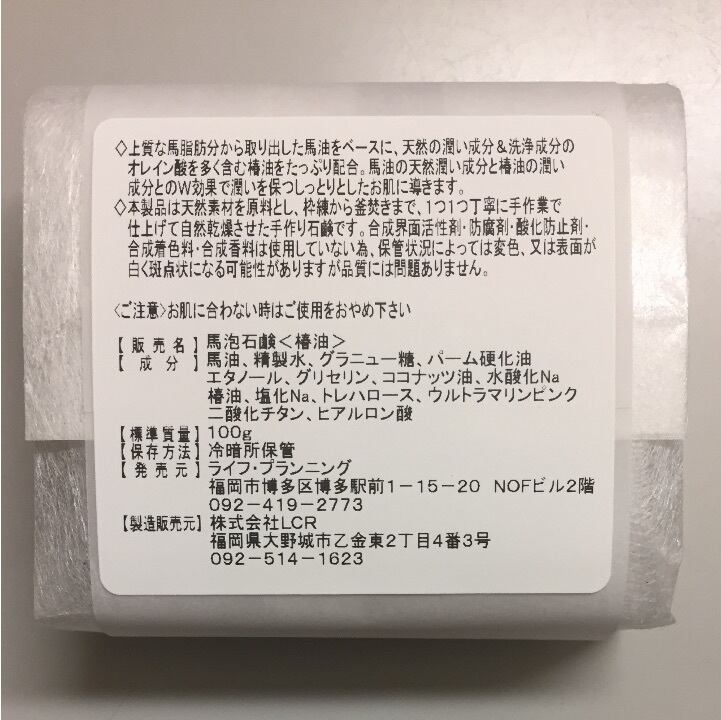 ◇上質な馬脂肪分から取り出した馬油をベースに、天然の潤い成分＆洗浄成分の
オレイン酸を多く含む椿油をたっぷり配合。馬油の天然潤い成分と椿油の潤い
成分とのW効果で潤いを保つしっとりとしたお肌に導きます。
◇本製品は天然素材を原料とし、枠練から釜焚きまで、1つ1つ丁寧に手作業で
仕上げて自然乾燥させた手作り石鹸です。合成界面活性剤・防腐剤・酸化防止剤・
合成着色料・合成香料は使用していない為、保管状況によっては変色、又は表面が
白く斑点状になる可能性がありますが品質には問題ありません。
〈ご注意〉お肌に合わない時はご使用をおやめ下さい
【販売名】馬泡石鹸＜椿油＞
【成分】馬油、精製水、グラニュー糖、パーム硬化油
エタノール、グリセリン、ココナッツ油、水酸化Na
椿油、塩化Na、トレハロース、ウルトラマリンピンク
二酸化チタン、ヒアルロン酸
【標準質量】100g
【保存方法】冷暗所保管
【発売元】ライフ・プランニング
福岡市博多区博多駅前1－15－20 NOFビル2階
092-419-2773
【製造販売元】株式会社LCR
福岡県大野城市乙金東2丁目4番3号
092-514-1623